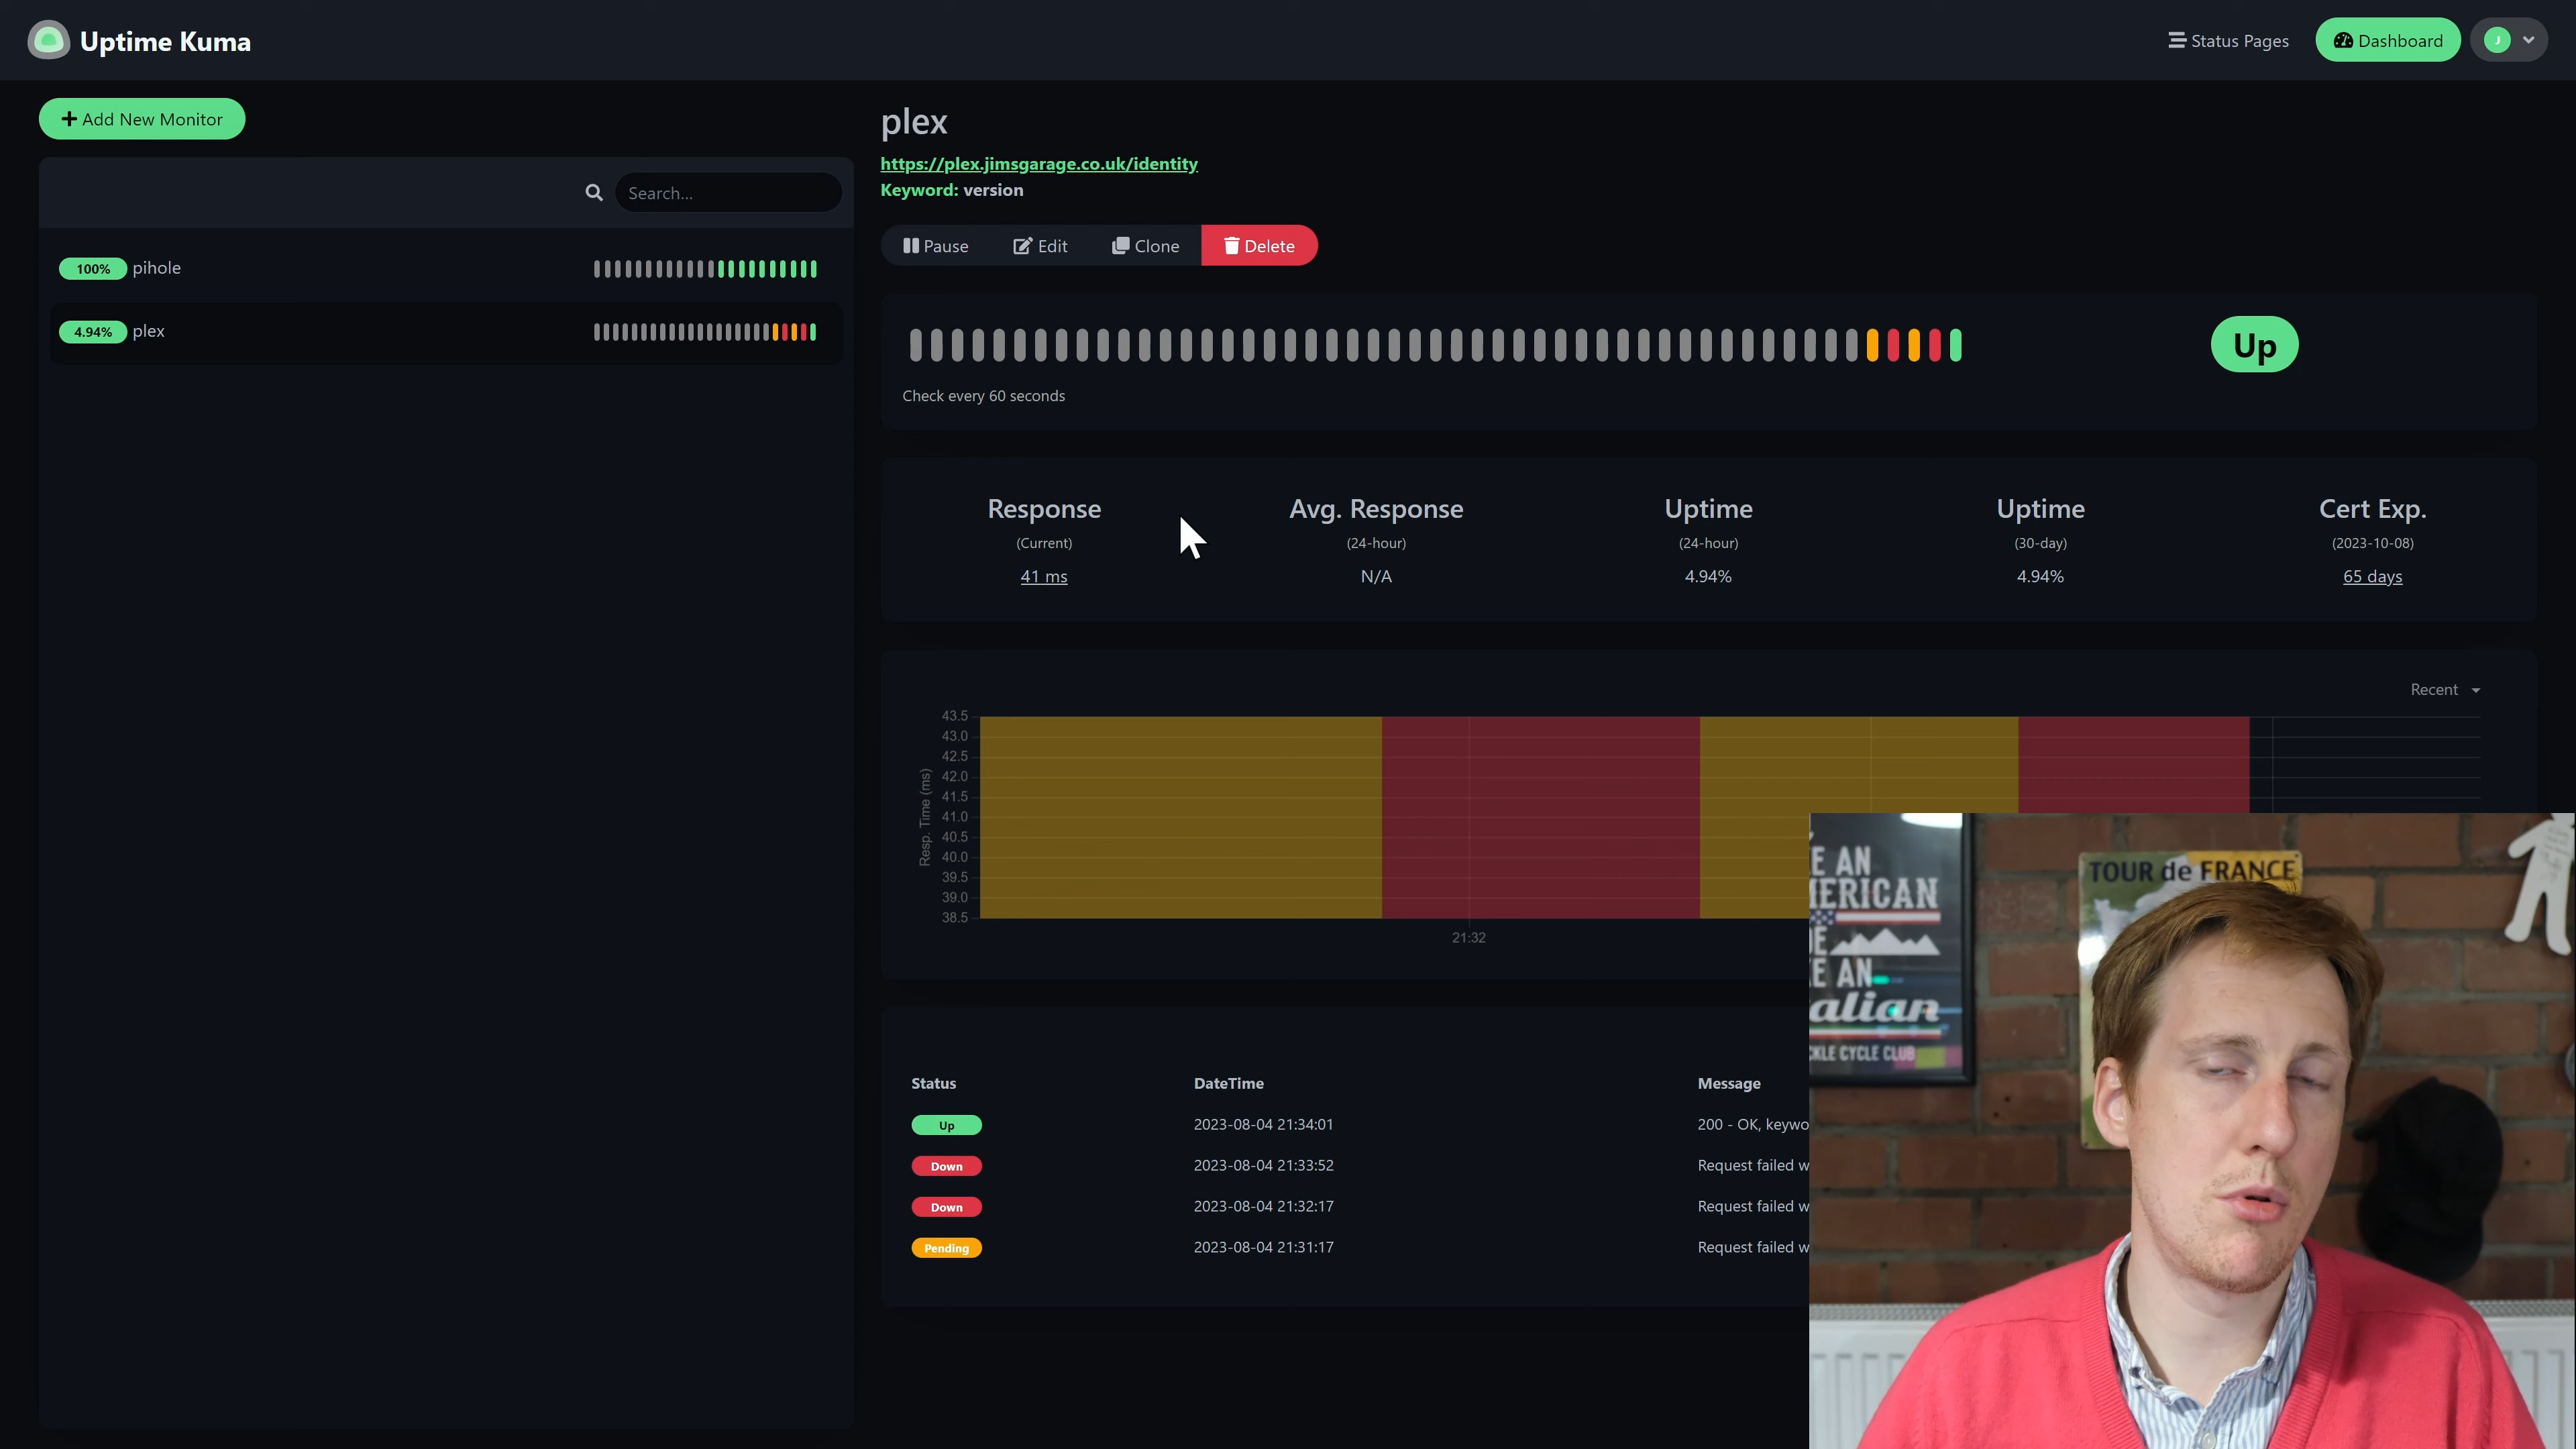 Uptime Kuma
Status Pages
Dashboard
J
Add New Monitor
Search...
100% pihole
4.94% plex
plex
https://plex.jimsgarage.co.uk/identity
Keyword: version
Pause
Edit
Clone
Delete
Up
Check every 60 seconds
Response
(Current)
41 ms
Avg. Response
(24-hour)
N/A
Uptime
(24-hour)
4.94%
Uptime
(30-day)
4.94%
Cert Exp.
(2023-10-08)
65 days
Recent
Resp. Time (ms)
43.5
43.0
42.5
42.0
41.5
41.0
40.5
40.0
39.5
39.0
38.5
21:32
Status DateTime Message
Up 2023-08-04 21:34:01 200 - OK, keywo
Down 2023-08-04 21:33:52 Request failed w
Down 2023-08-04 21:32:17 Request failed w
Pending 2023-08-04 21:31:17 Request failed w
E AN
MERICAN
E AN
alian
CYCLE CLUB
TOUR de FRANCE